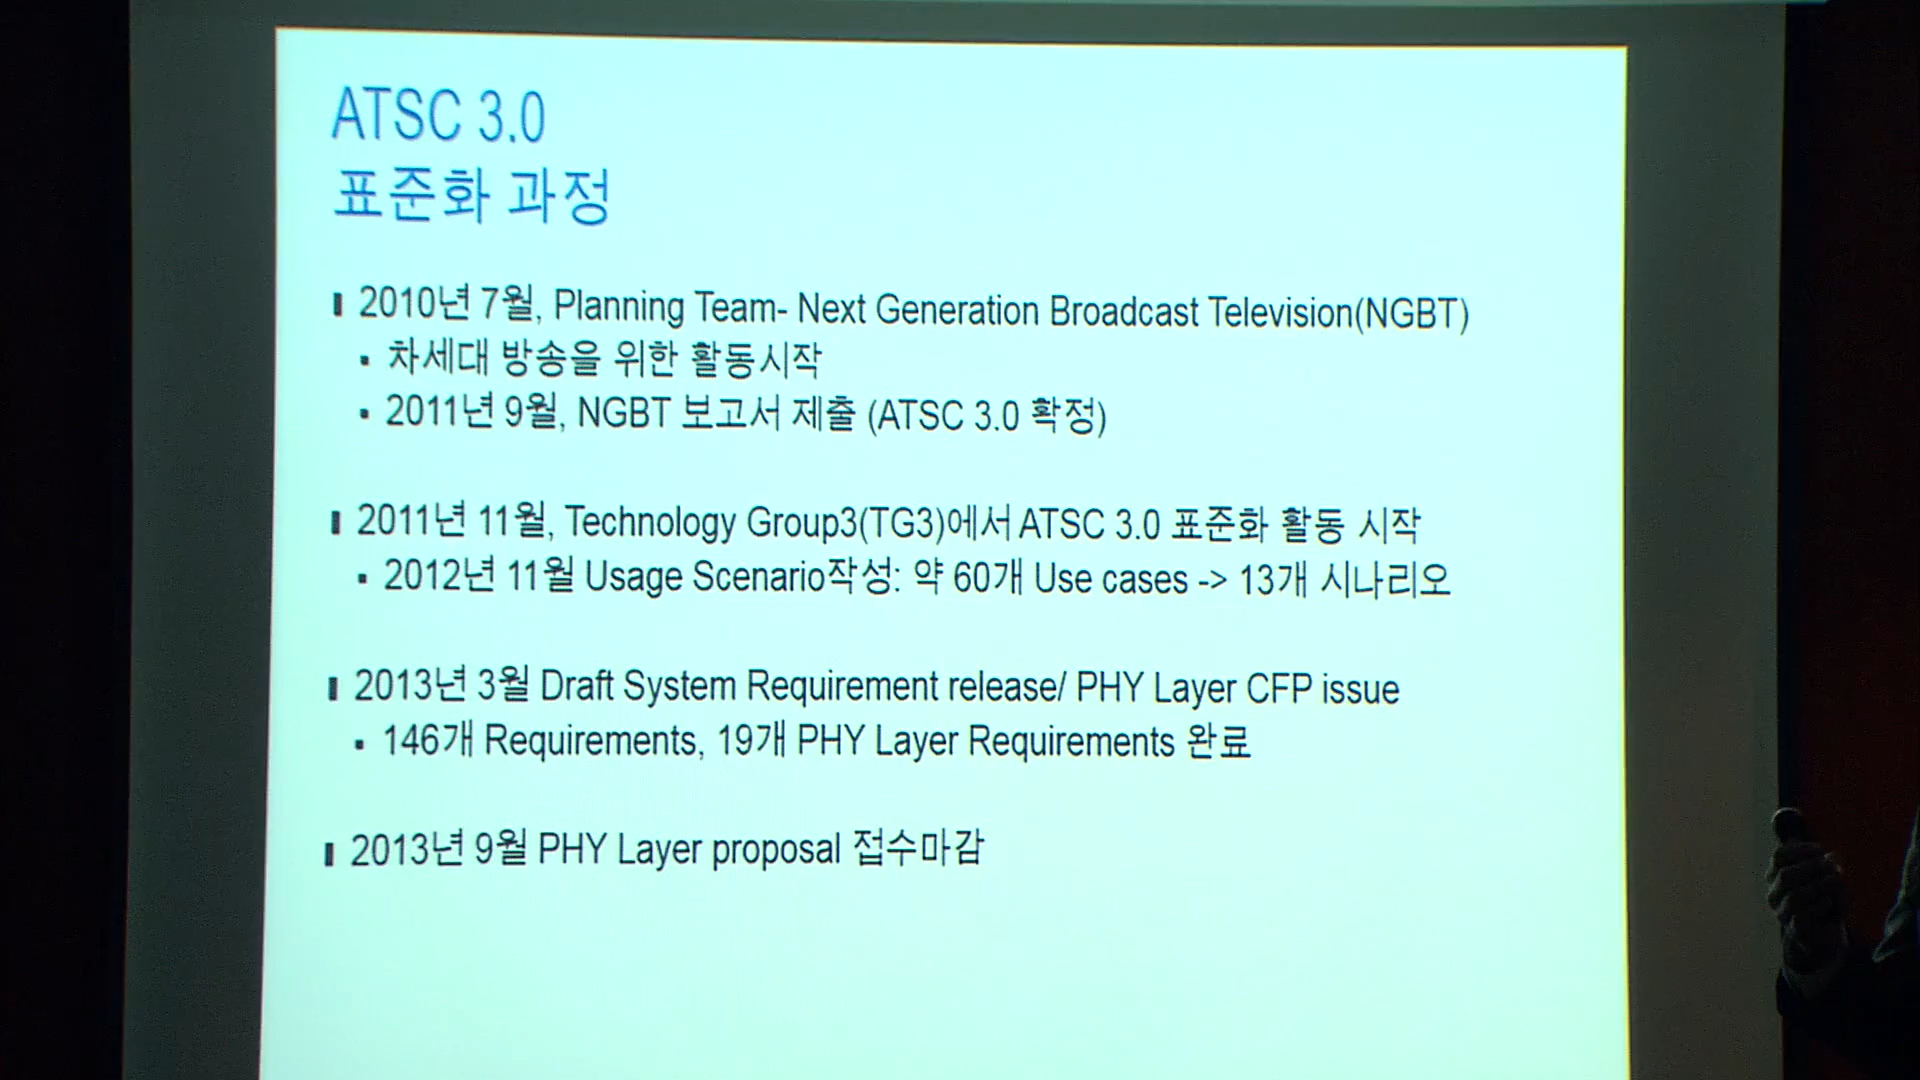 ATSC 3.0
표준화 과정
2010년 7월, Planning Team- Next Generation Broadcast Television(NGBT)
차세대 방송을 위한 활동시작
2011년 9월, NGBT 보고서 제출 (ATSC 3.0 확정)
2011년 11월, Technology Group3(TG3)에서 ATSC 3.0 표준화 활동 시작
2012년 11월 Usage Scenario작성: 약 60개 Use cases -> 13개 시나리오
2013년 3월 Draft System Requirement release/ PHY Layer CFP issue
146개 Requirements, 19개 PHY Layer Requirements 완료
2013년 9월 PHY Layer proposal 접수마감